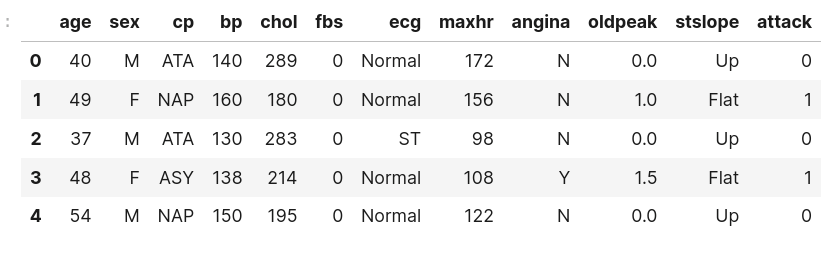 : age sex cp bp chol fbs ecg maxhr angina oldpeak stslope attack
0 40 M ATA 140 289 0 Normal 172 N 0.0 Up 0
1 49 F NAP 160 180 0 Normal 156 N 1.0 Flat 1
2 37 M ATA 130 283 0 ST 98 N 0.0 Up 0
3 48 F ASY 138 214 0 Normal 108 Y 1.5 Flat 1
4 54 M NAP 150 195 0 Normal 122 N 0.0 Up 0